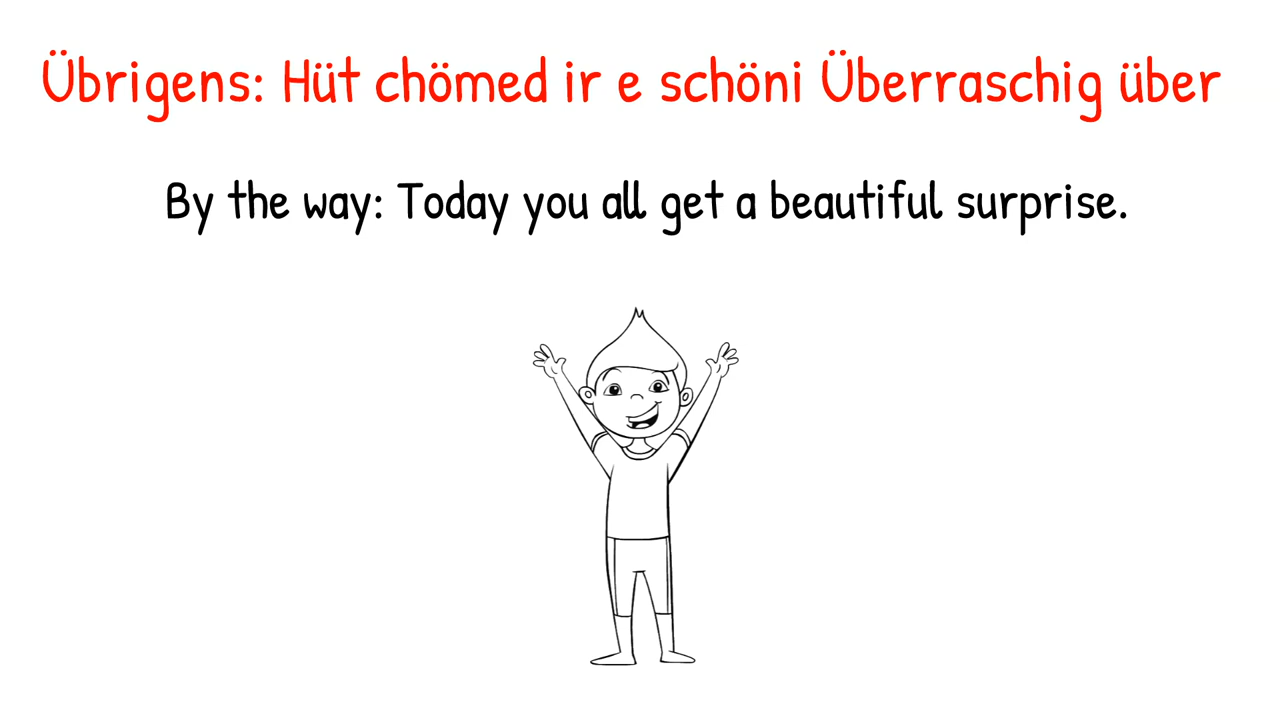 Übrigens: Hüt chömed ir e schöni Überraschig über
By the way: Today you all get a beautiful surprise.